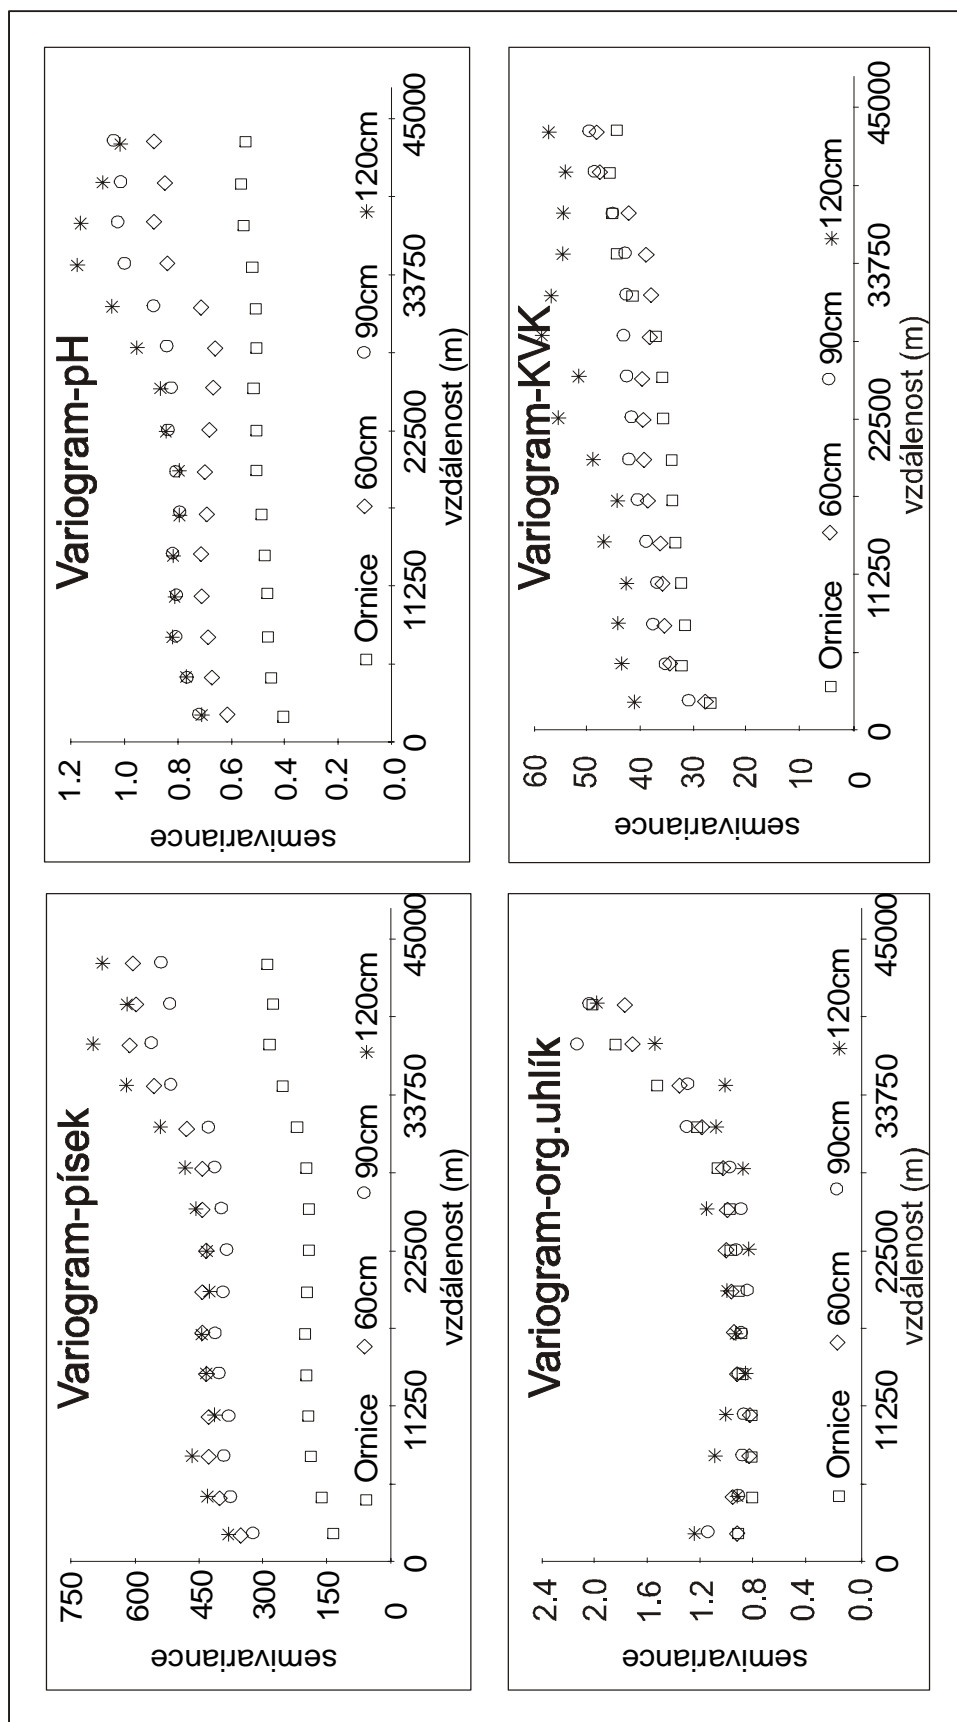 Variogram-písek
semivariance
750
600
450
300
150
0
0
11250
22500
33750
45000
vzdálenost (m)
Ornice
60cm
90cm
120cm
Variogram-pH
semivariance
1.2
1.0
0.8
0.6
0.4
0.2
0.0
0
11250
22500
33750
45000
vzdálenost (m)
Ornice
60cm
90cm
120cm
Variogram-org.uhlík
semivariance
2.4
2.0
1.6
1.2
0.8
0.4
0.0
0
11250
22500
33750
45000
vzdálenost (m)
Ornice
60cm
90cm
120cm
Variogram-KVK
semivariance
60
50
40
30
20
10
0
0
11250
22500
33750
45000
vzdálenost (m)
Ornice
60cm
90cm
120cm